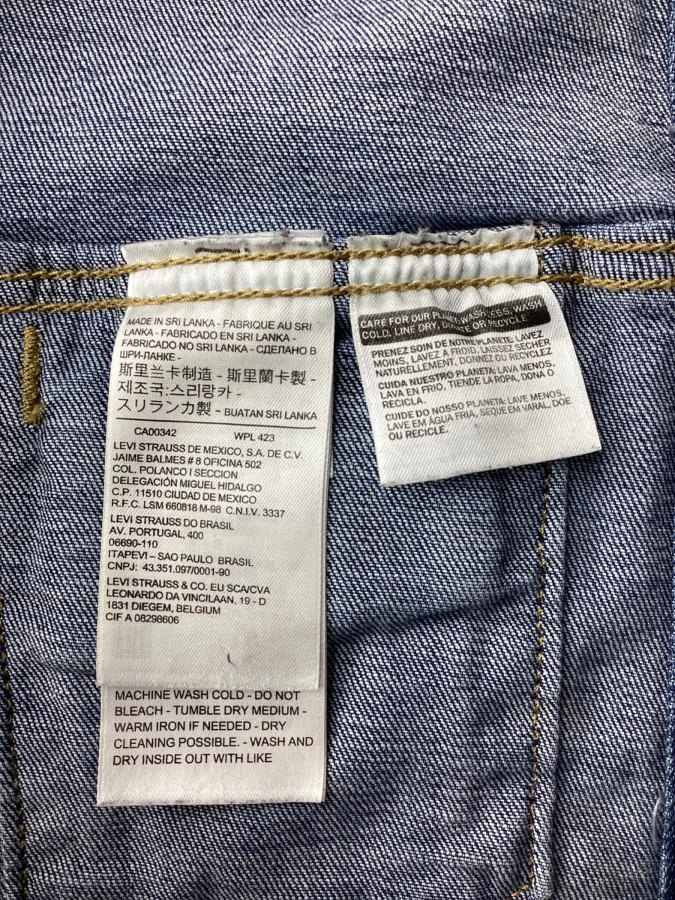 MADE IN SRI LANKA - FABRIQUE AU SRI
LANKA - FABRICADO EN SRI LANKA -
FABRICADO NO SRI LANKA - СДЕЛАНО В
ШРИ-ЛАНКЕ -
斯里兰卡制造 - 斯里蘭卡製 -
제조국:스리랑카 -
スリランカ製 - BUATAN SRI LANKA
CA00342 WPL 423
LEVI STRAUSS DE MEXICO, S.A. DE C.V.
JAIME BALMES # 8 OFICINA 502
COL. POLANCO I SECCION
DELEGACIÓN MIGUEL HIDALGO
C.P. 11510 CIUDAD DE MEXICO
R.F.C. LSM 660818 M-98 C.N.I.V. 3337
LEVI STRAUSS DO BRASIL
AV. PORTUGAL, 400
06690-110
ITAPEVI – SAO PAULO BRASIL
CNPJ: 43.351.097/0001-90
LEVI STRAUSS & CO. EU SCA/CVA
LEONARDO DA VINCILAAN, 19 - D
1831 DIEGEM, BELGIUM
CIF A 08298606
MACHINE WASH COLD - DO NOT
BLEACH - TUMBLE DRY MEDIUM -
WARM IRON IF NEEDED - DRY
CLEANING POSSIBLE. - WASH AND
DRY INSIDE OUT WITH LIKE
CARE FOR OUR PLANET: WASH LESS, WASH
COLD, LINE DRY, DONATE OR RECYCLE
PRENEZ SOIN DE NOTRE PLANÈTE: LAVEZ
MOINS, LAVEZ À FROID, LAISSEZ SÉCHER
NATURELLEMENT, DONNEZ OU RECYCLEZ
CUIDA NUESTRO PLANETA: LAVA MENOS,
LAVA EN FRIO, TIENDE LA ROPA, DONA O
RECICLA.
CUIDE DO NOSSO PLANETA: LAVE MENOS,
LAVE EM ÁGUA FRIA, SEQUE EM VARAL, DOE
OU RECICLE.